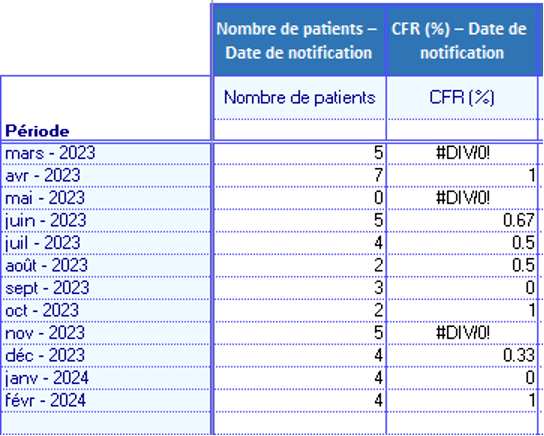 Nombre de patients – Date de notification CFR (%) – Date de notification
Nombre de patients CFR (%)
Période
mars - 2023 5 #DIV/0!
avr - 2023 7 1
mai - 2023 0 #DIV/0!
juin - 2023 5 0.67
juil - 2023 4 0.5
août - 2023 2 0.5
sept - 2023 3 0
oct - 2023 2 1
nov - 2023 5 #DIV/0!
déc - 2023 4 0.33
janv - 2024 4 0
févr - 2024 4 1